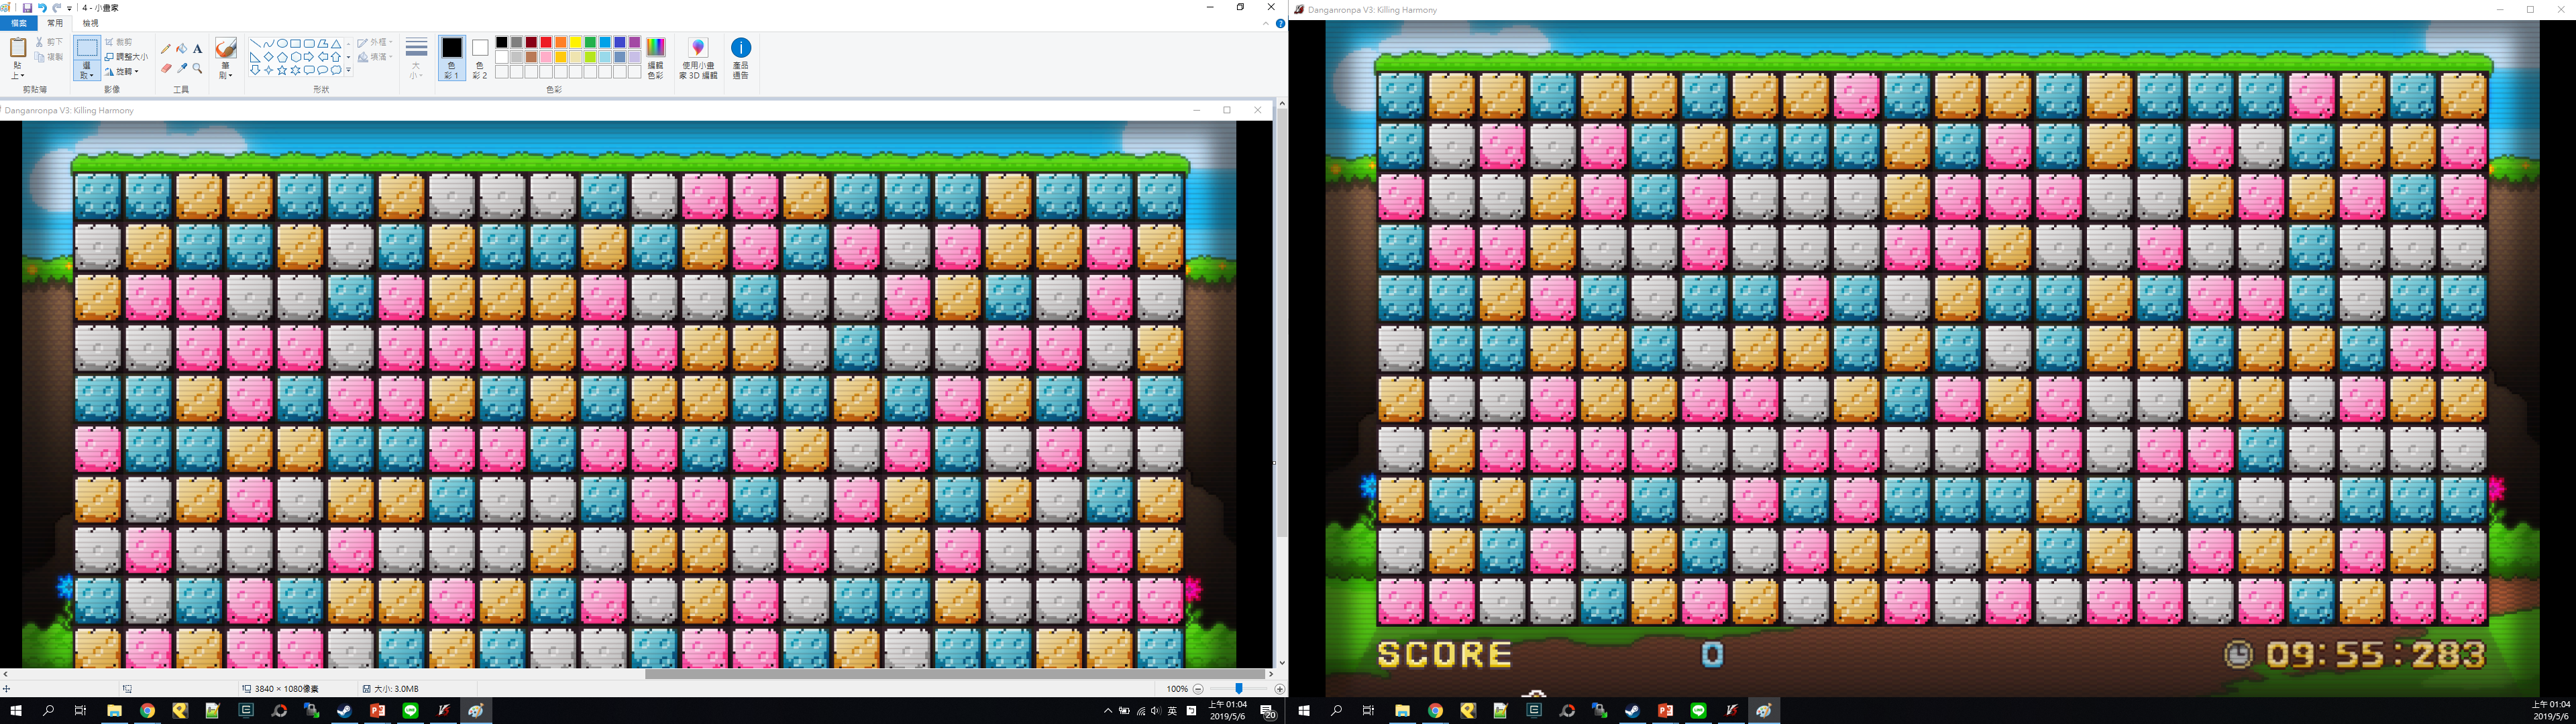 4 - 小畫家
檔案 常用 檢視
貼上
剪下
複製
剪貼簿
選取
裁剪
調整大小
旋轉
影像
A
工具
筆刷
外框
填滿
圖案
大小
色彩 1
色彩 2
編輯色彩
色彩
使用小畫家 3D 編輯
產品通告
Danganronpa V3: Killing Harmony
3840 × 1080像素
大小: 3.0MB
100%
英
上午 01:04
2019/5/6
20
Danganronpa V3: Killing Harmony
SCORE 0 09:55:283
上午 01:04
2019/5/6